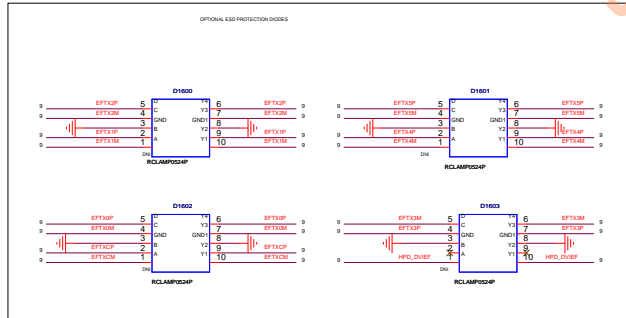 OPTIONAL ESD PROTECTION DIODES
D1600
9 EFTX2P 5 D Y4 6 EFTX2P 9
9 EFTX2M 4 C Y3 7 EFTX2M 9
3 GND GND1 8
9 EFTX1P 2 B Y2 9 EFTX1P 9
9 EFTX1M 1 A Y1 10 EFTX1M 9
DNI
RCLAMP0524P
D1601
9 EFTX5P 5 D Y4 6 EFTX5P 9
9 EFTX5M 4 C Y3 7 EFTX5M 9
3 GND GND1 8
9 EFTX4P 2 B Y2 9 EFTX4P 9
9 EFTX4M 1 A Y1 10 EFTX4M 9
DNI
RCLAMP0524P
D1602
9 EFTX0P 5 D Y4 6 EFTX0P 9
9 EFTX0M 4 C Y3 7 EFTX0M 9
3 GND GND1 8
9 EFTXCP 2 B Y2 9 EFTXCP 9
9 EFTXCM 1 A Y1 10 EFTXCM 9
DNI
RCLAMP0524P
D1603
9 EFTX3M 5 D Y4 6 EFTX3M 9
9 EFTX3P 4 C Y3 7 EFTX3P 9
3 GND GND1 8
2 B Y2 9
9 HPD_DVIEF 1 A Y1 10 HPD_DVIEF 9
DNI
RCLAMP0524P